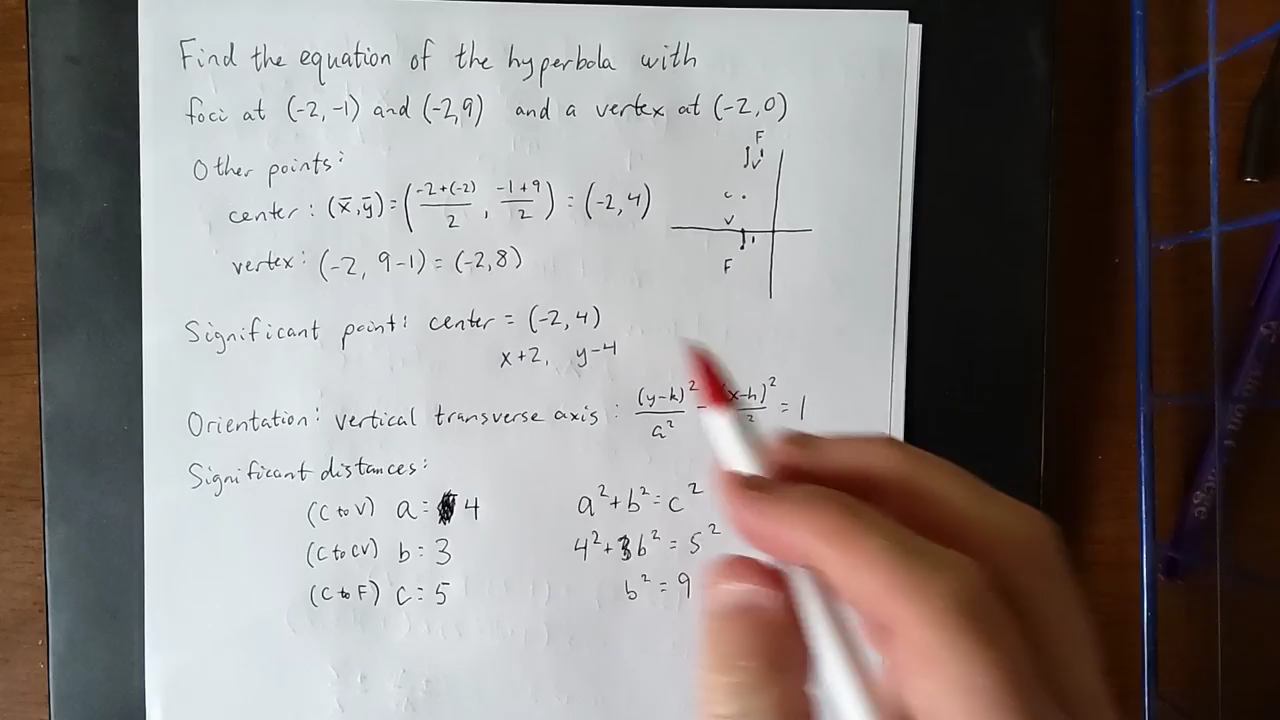 Find the equation of the hyperbola with
foci at (-2,-1) and (-2,9) and a vertex at (-2,0)
Other points:
center: (x̄,ȳ)=(-2+(-2)/2, -1+9/2) = (-2,4)
vertex: (-2, 9-1) = (-2,8)
F
V
C
V
F
Significant point: center = (-2,4)
x+2, y-4
Orientation: vertical transverse axis: (y-k)²/a² - (x-h)²/ ² = 1
Significant distances:
(C to V) a = 4
a²+b²=c²
(C to CV) b = 3
4²+b²=5²
(C to F) c = 5
b² = 9